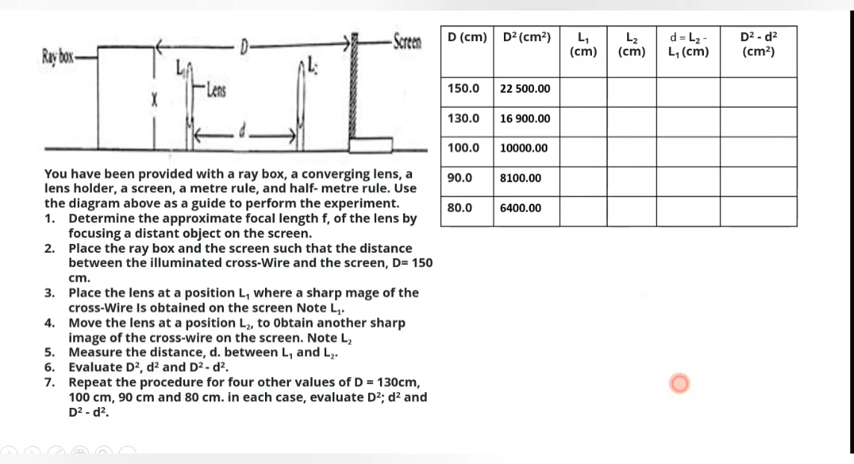 Ray box
D
Screen
L₁
L₂
Lens
X
d
You have been provided with a ray box, a converging lens, a
lens holder, a screen, a metre rule, and half- metre rule. Use
the diagram above as a guide to perform the experiment.
1. Determine the approximate focal length f, of the lens by
focusing a distant object on the screen.
2. Place the ray box and the screen such that the distance
between the illuminated cross-Wire and the screen, D= 150
cm.
3. Place the lens at a position L₁ where a sharp mage of the
cross-Wire Is obtained on the screen Note L₁.
4. Move the lens at a position L₂, to 0btain another sharp
image of the cross-wire on the screen. Note L₂
5. Measure the distance, d. between L₁ and L₂.
6. Evaluate D², d² and D² - d².
7. Repeat the procedure for four other values of D = 130cm,
100 cm, 90 cm and 80 cm. in each case, evaluate D²; d² and
D² - d².
D (cm) D² (cm²) L₁ (cm) L₂ (cm) d = L₂ - L₁ (cm) D² - d² (cm²)
150.0 22 500.00
130.0 16 900.00
100.0 10000.00
90.0 8100.00
80.0 6400.00